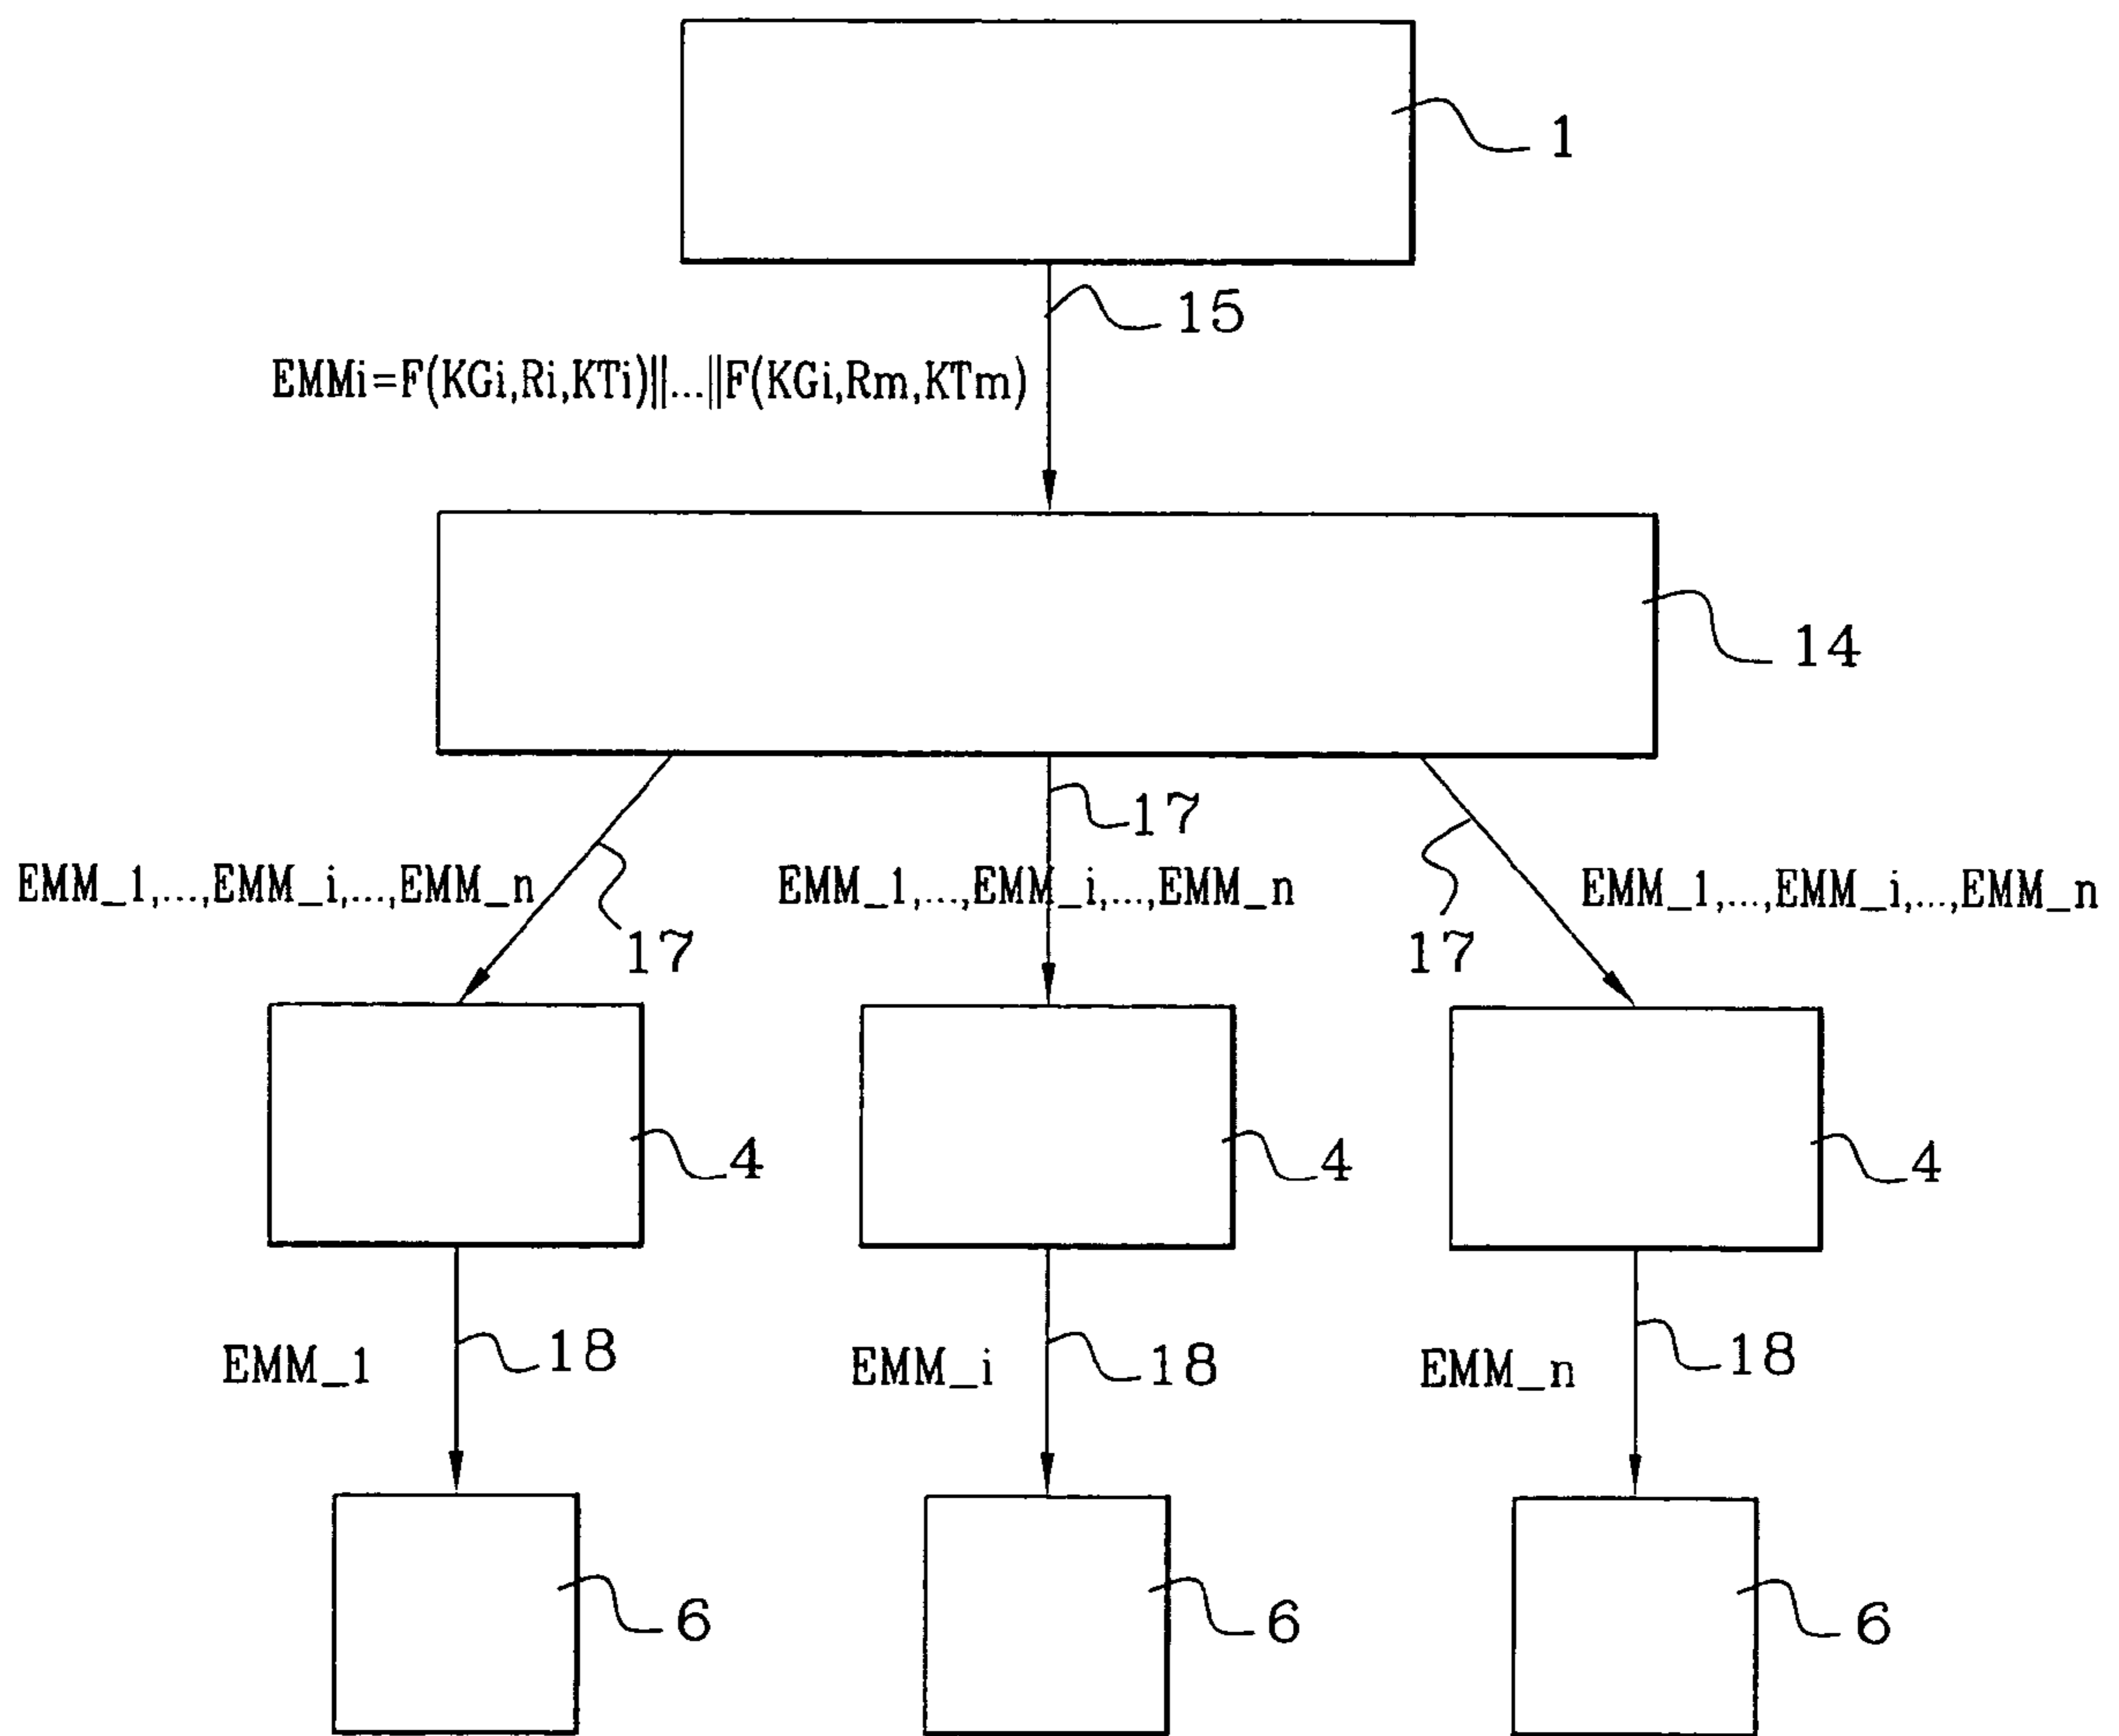 1
15
EMMi=F(KGi,Ri,KTi)||...||F(KGi,Rm,KTm)
14
17
EMM_1,...,EMM_i,...,EMM_n
EMM_1,...,EMM_i,...,EMM_n
EMM_1,...,EMM_i,...,EMM_n
17
17
4
4
4
EMM_1
18
EMM_i
18
EMM_n
18
6
6
6